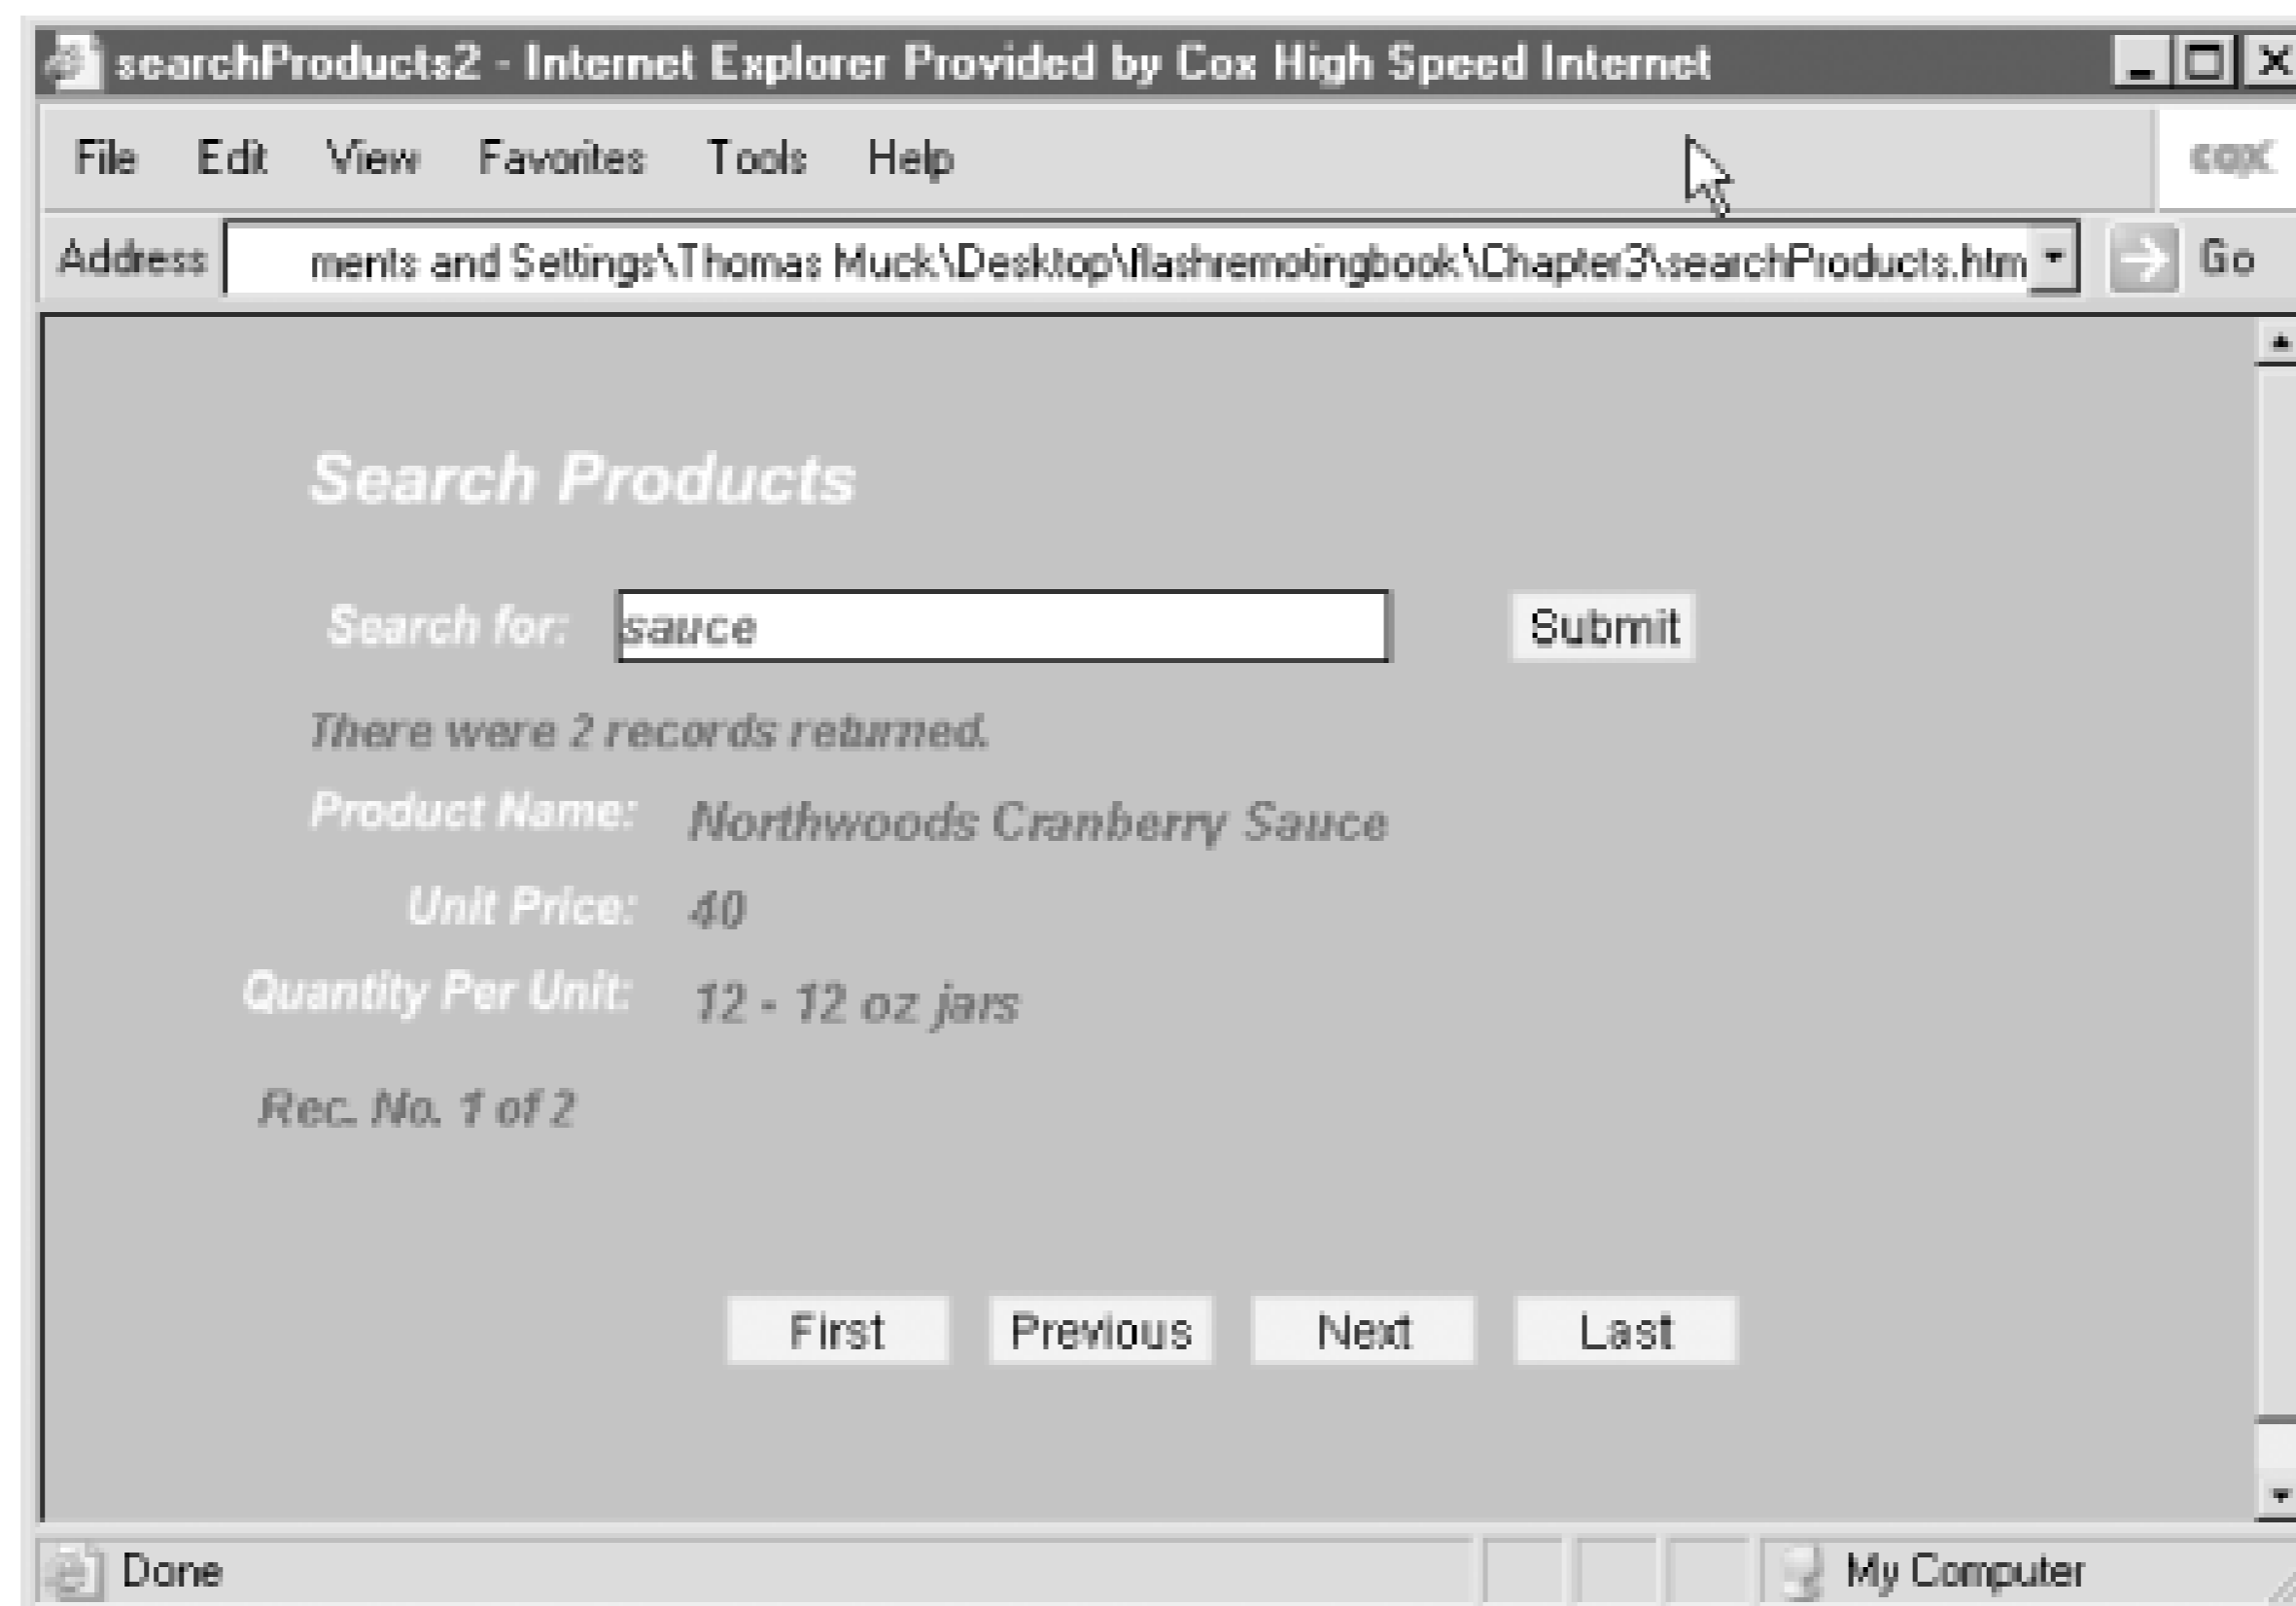 searchProducts2 - Internet Explorer Provided by Cox High Speed Internet
File Edit View Favorites Tools Help cox
Address ments and Settings\Thomas Muck\Desktop\flashremotingbook\Chapter3\searchProducts.htm Go
Search Products
Search for: sauce Submit
There were 2 records returned.
Product Name: Northwoods Cranberry Sauce
Unit Price: 40
Quantity Per Unit: 12 - 12 oz jars
Rec. No. 1 of 2
First Previous Next Last
Done My Computer